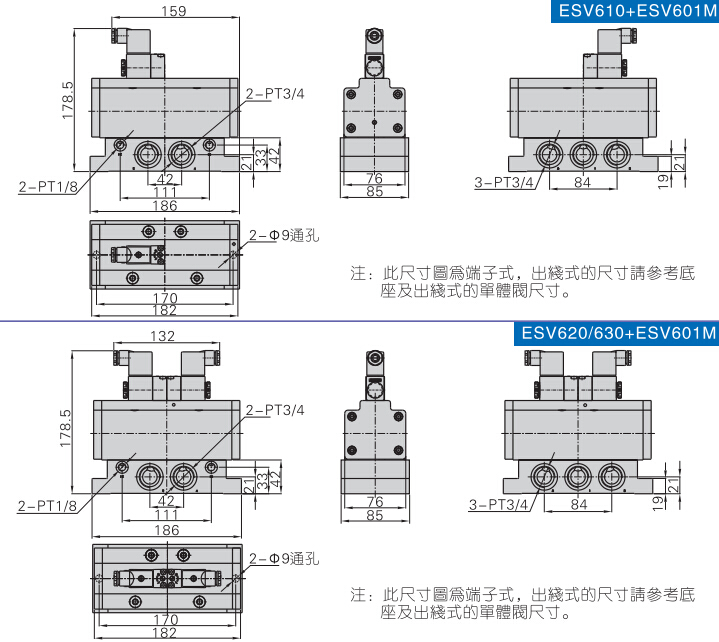 ESV610+ESV601M
159
178.5
2-PT3/4
2-PT1/8
42
111
186
21
33
42
76
85
3-PT3/4
84
19
21
2-Φ9通孔
170
182
注: 此尺寸圖爲端子式, 出綫式的尺寸請參考底
座及出綫式的單體閥尺寸。
ESV620/630+ESV601M
132
178.5
2-PT3/4
2-PT1/8
42
111
186
21
33
42
76
85
3-PT3/4
84
19
21
2-Φ9通孔
170
182
注: 此尺寸圖爲端子式, 出綫式的尺寸請參考底
座及出綫式的單體閥尺寸。